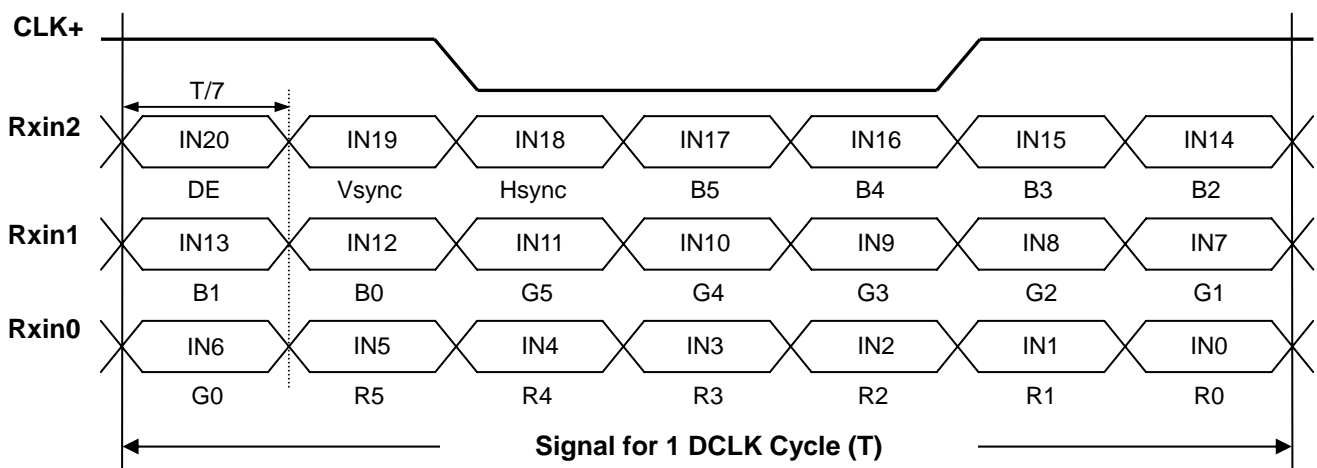 CLK+
T/7
Rxin2 IN20 IN19 IN18 IN17 IN16 IN15 IN14
DE Vsync Hsync B5 B4 B3 B2
Rxin1 IN13 IN12 IN11 IN10 IN9 IN8 IN7
B1 B0 G5 G4 G3 G2 G1
Rxin0 IN6 IN5 IN4 IN3 IN2 IN1 IN0
G0 R5 R4 R3 R2 R1 R0
Signal for 1 DCLK Cycle (T)